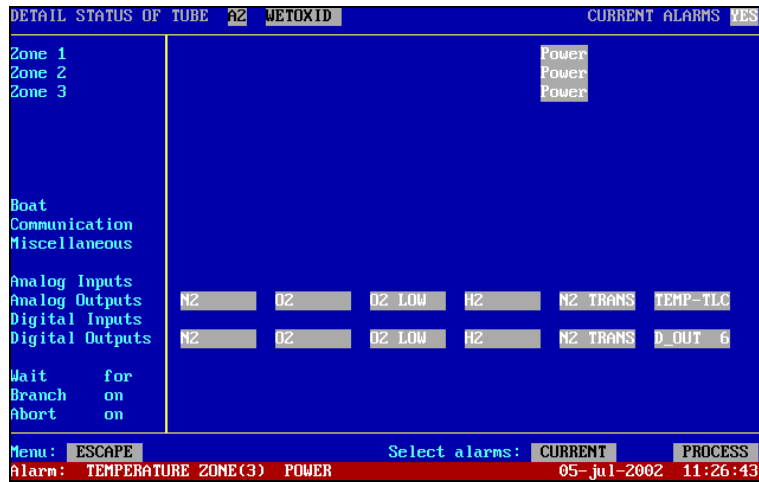 DETAIL STATUS OF TUBE A2 WETOXID CURRENT ALARMS YES
Zone 1 Power
Zone 2 Power
Zone 3 Power
Boat
Communication
Miscellaneous
Analog Inputs
Analog Outputs N2 O2 O2 LOW H2 N2 TRANS TEMP-TLC
Digital Inputs
Digital Outputs N2 O2 O2 LOW H2 N2 TRANS D_OUT 6
Wait for
Branch on
Abort on
Menu: ESCAPE Select alarms: CURRENT PROCESS
Alarm: TEMPERATURE ZONE(3) POWER 05-jul-2002 11:26:43